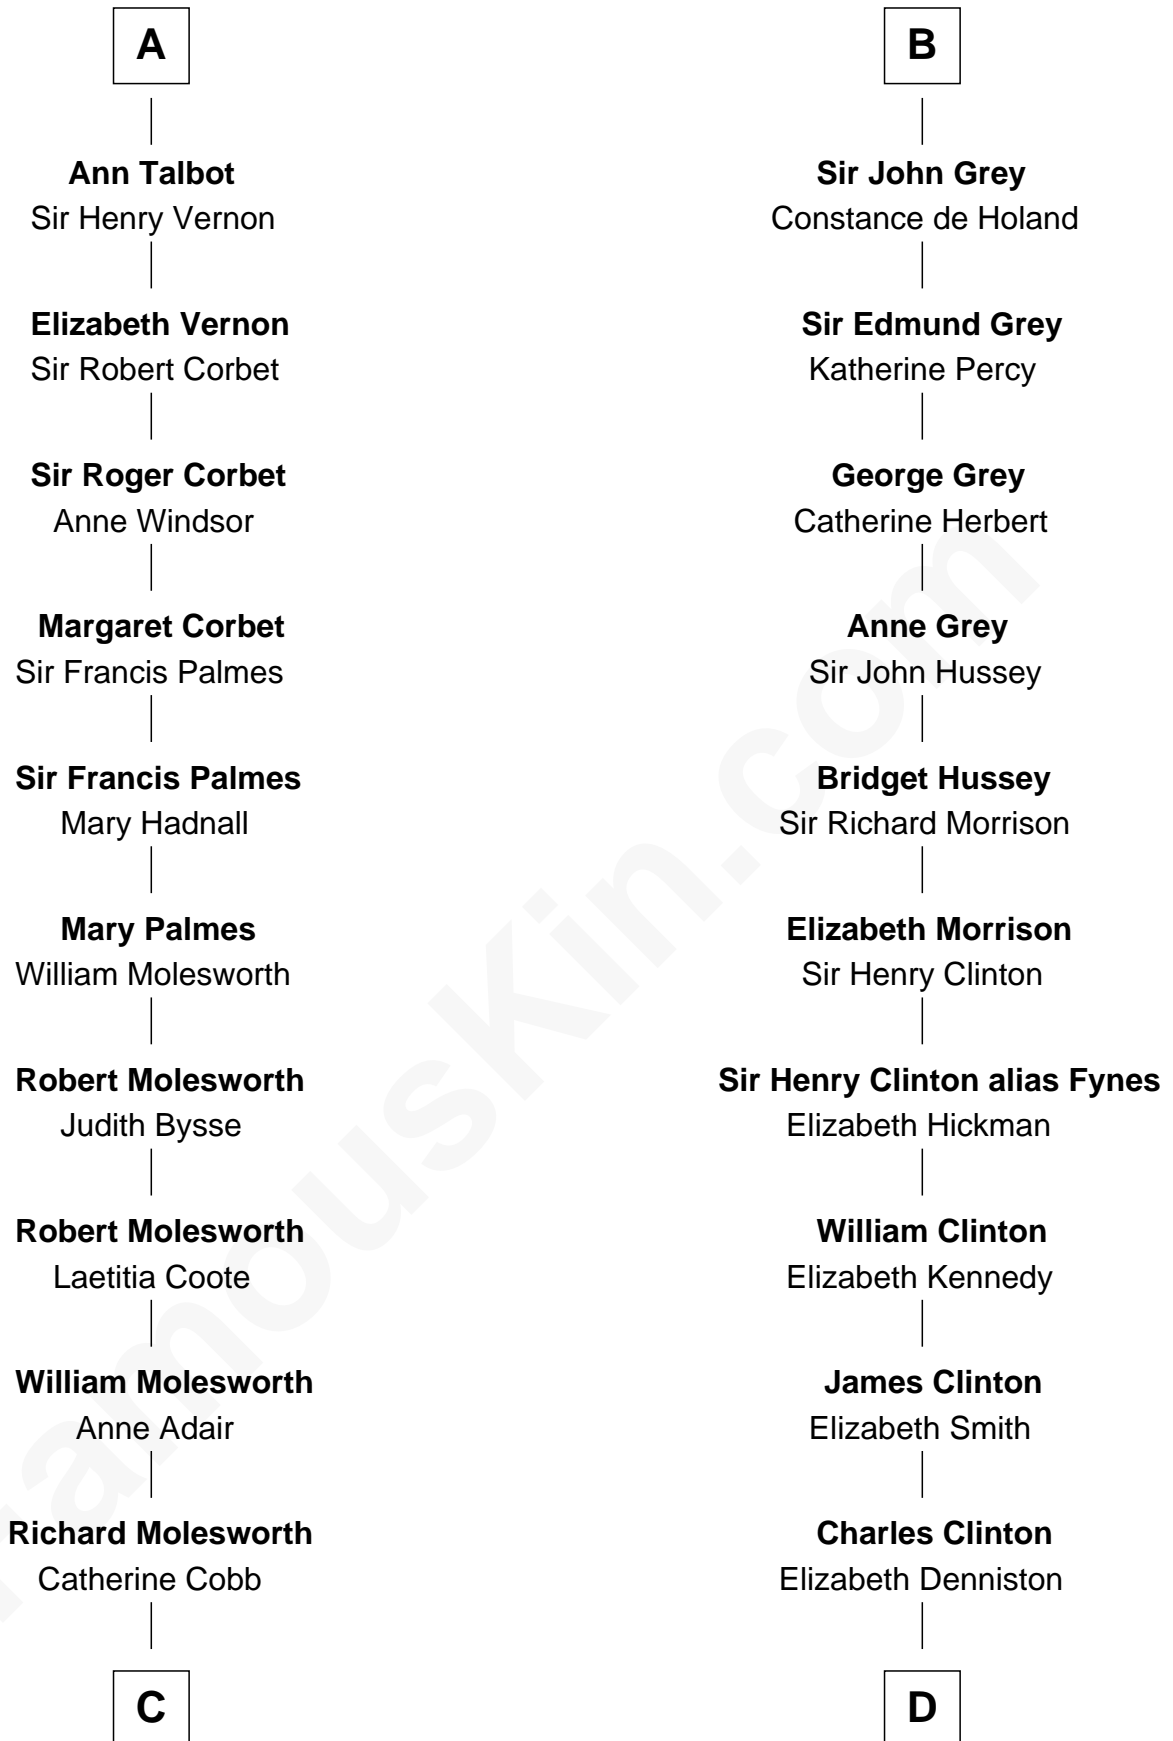 A
Ann Talbot
Sir Henry Vernon
Elizabeth Vernon
Sir Robert Corbet
Sir Roger Corbet
Anne Windsor
Margaret Corbet
Sir Francis Palmes
Sir Francis Palmes
Mary Hadnall
Mary Palmes
William Molesworth
Robert Molesworth
Judith Bysse
Robert Molesworth
Laetitia Coote
William Molesworth
Anne Adair
Richard Molesworth
Catherine Cobb
C
B
Sir John Grey
Constance de Holand
Sir Edmund Grey
Katherine Percy
George Grey
Catherine Herbert
Anne Grey
Sir John Hussey
Bridget Hussey
Sir Richard Morrison
Elizabeth Morrison
Sir Henry Clinton
Sir Henry Clinton alias Fynes
Elizabeth Hickman
William Clinton
Elizabeth Kennedy
James Clinton
Elizabeth Smith
Charles Clinton
Elizabeth Denniston
D
FamousKin.com